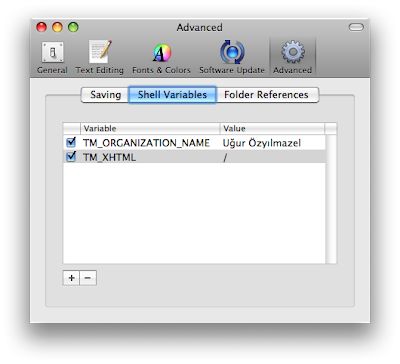 Advanced
General Text Editing Fonts & Colors Software Update Advanced
Saving Shell Variables Folder References
Variable Value
TM_ORGANIZATION_NAME Uğur Özyılmazel
TM_XHTML /
+ −